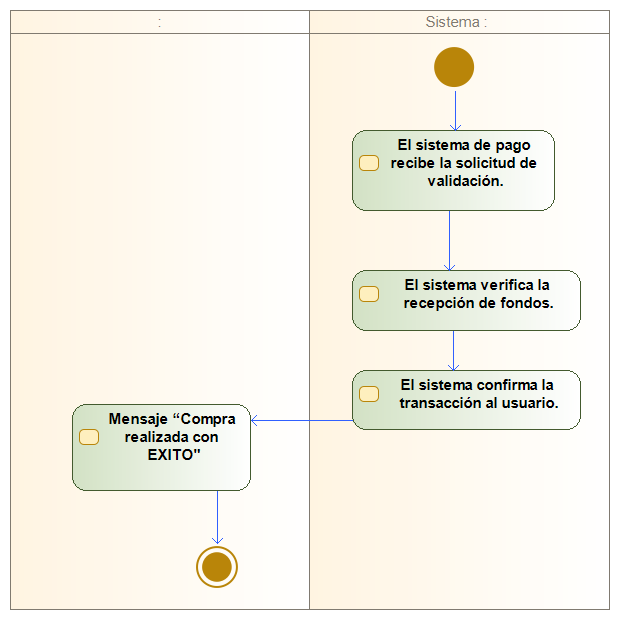 :
Sistema :
El sistema de pago
recibe la solicitud de
validación.
El sistema verifica la
recepción de fondos.
El sistema confirma la
transacción al usuario.
Mensaje “Compra
realizada con
EXITO"